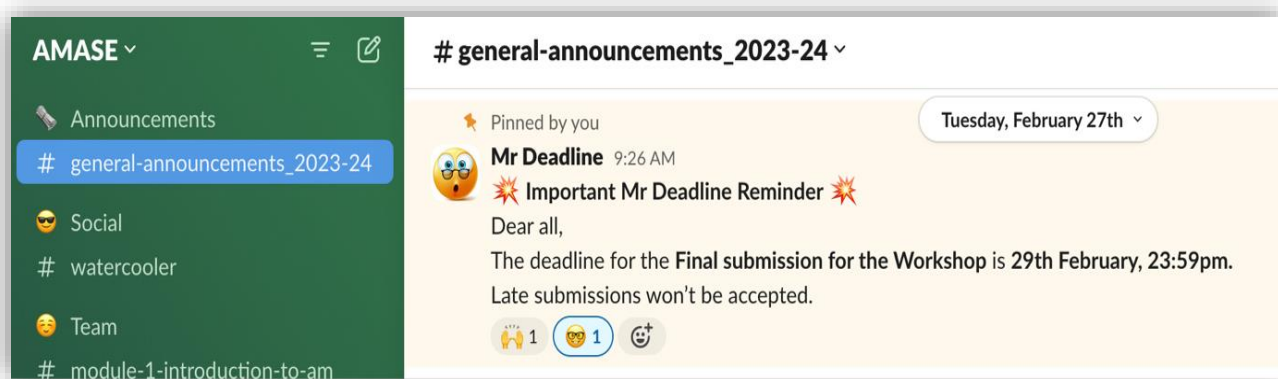 AMASE
Announcements
# general-announcements_2023-24
Social
# watercooler
Team
# module-1-introduction-to-am
# general-announcements_2023-24
Tuesday, February 27th
Pinned by you
Mr Deadline 9:26 AM
Important Mr Deadline Reminder
Dear all,
The deadline for the Final submission for the Workshop is 29th February, 23:59pm.
Late submissions won’t be accepted.
1 1